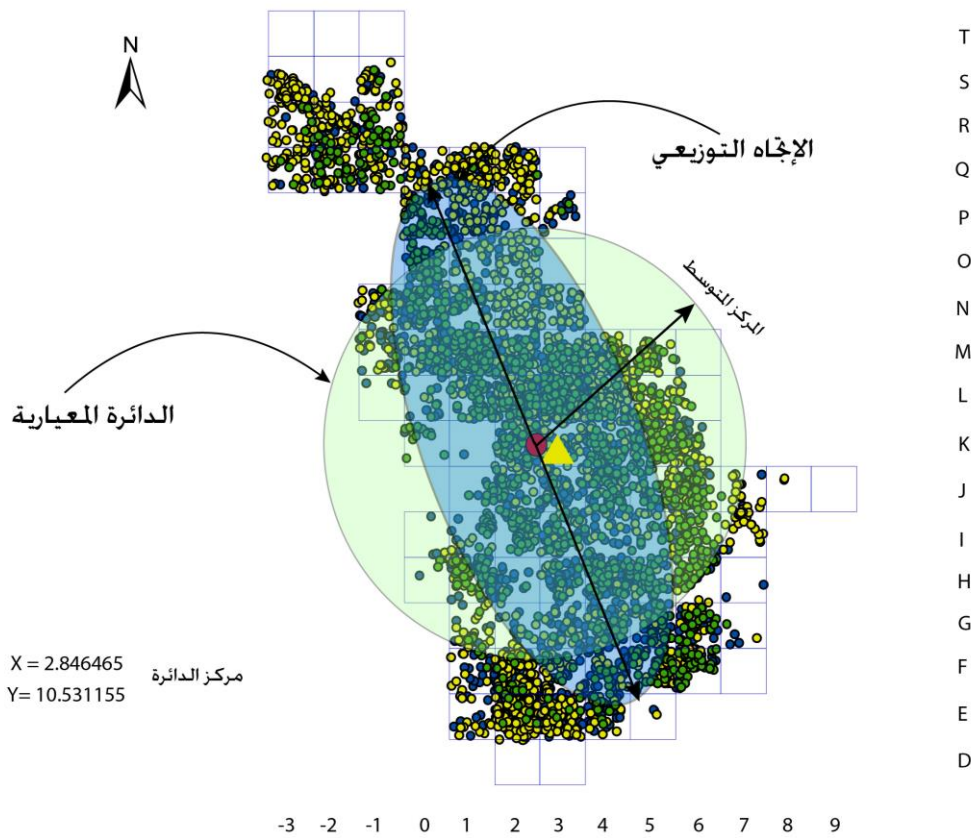 N
T
S
R
Q
P
O
N
M
L
K
J
I
H
G
F
E
D
الإتجاه التوزيعي
المركز المتوسط
الدائرة المعيارية
X = 2.846465
Y= 10.531155
مركز الدائرة
-3 -2 -1 0 1 2 3 4 5 6 7 8 9